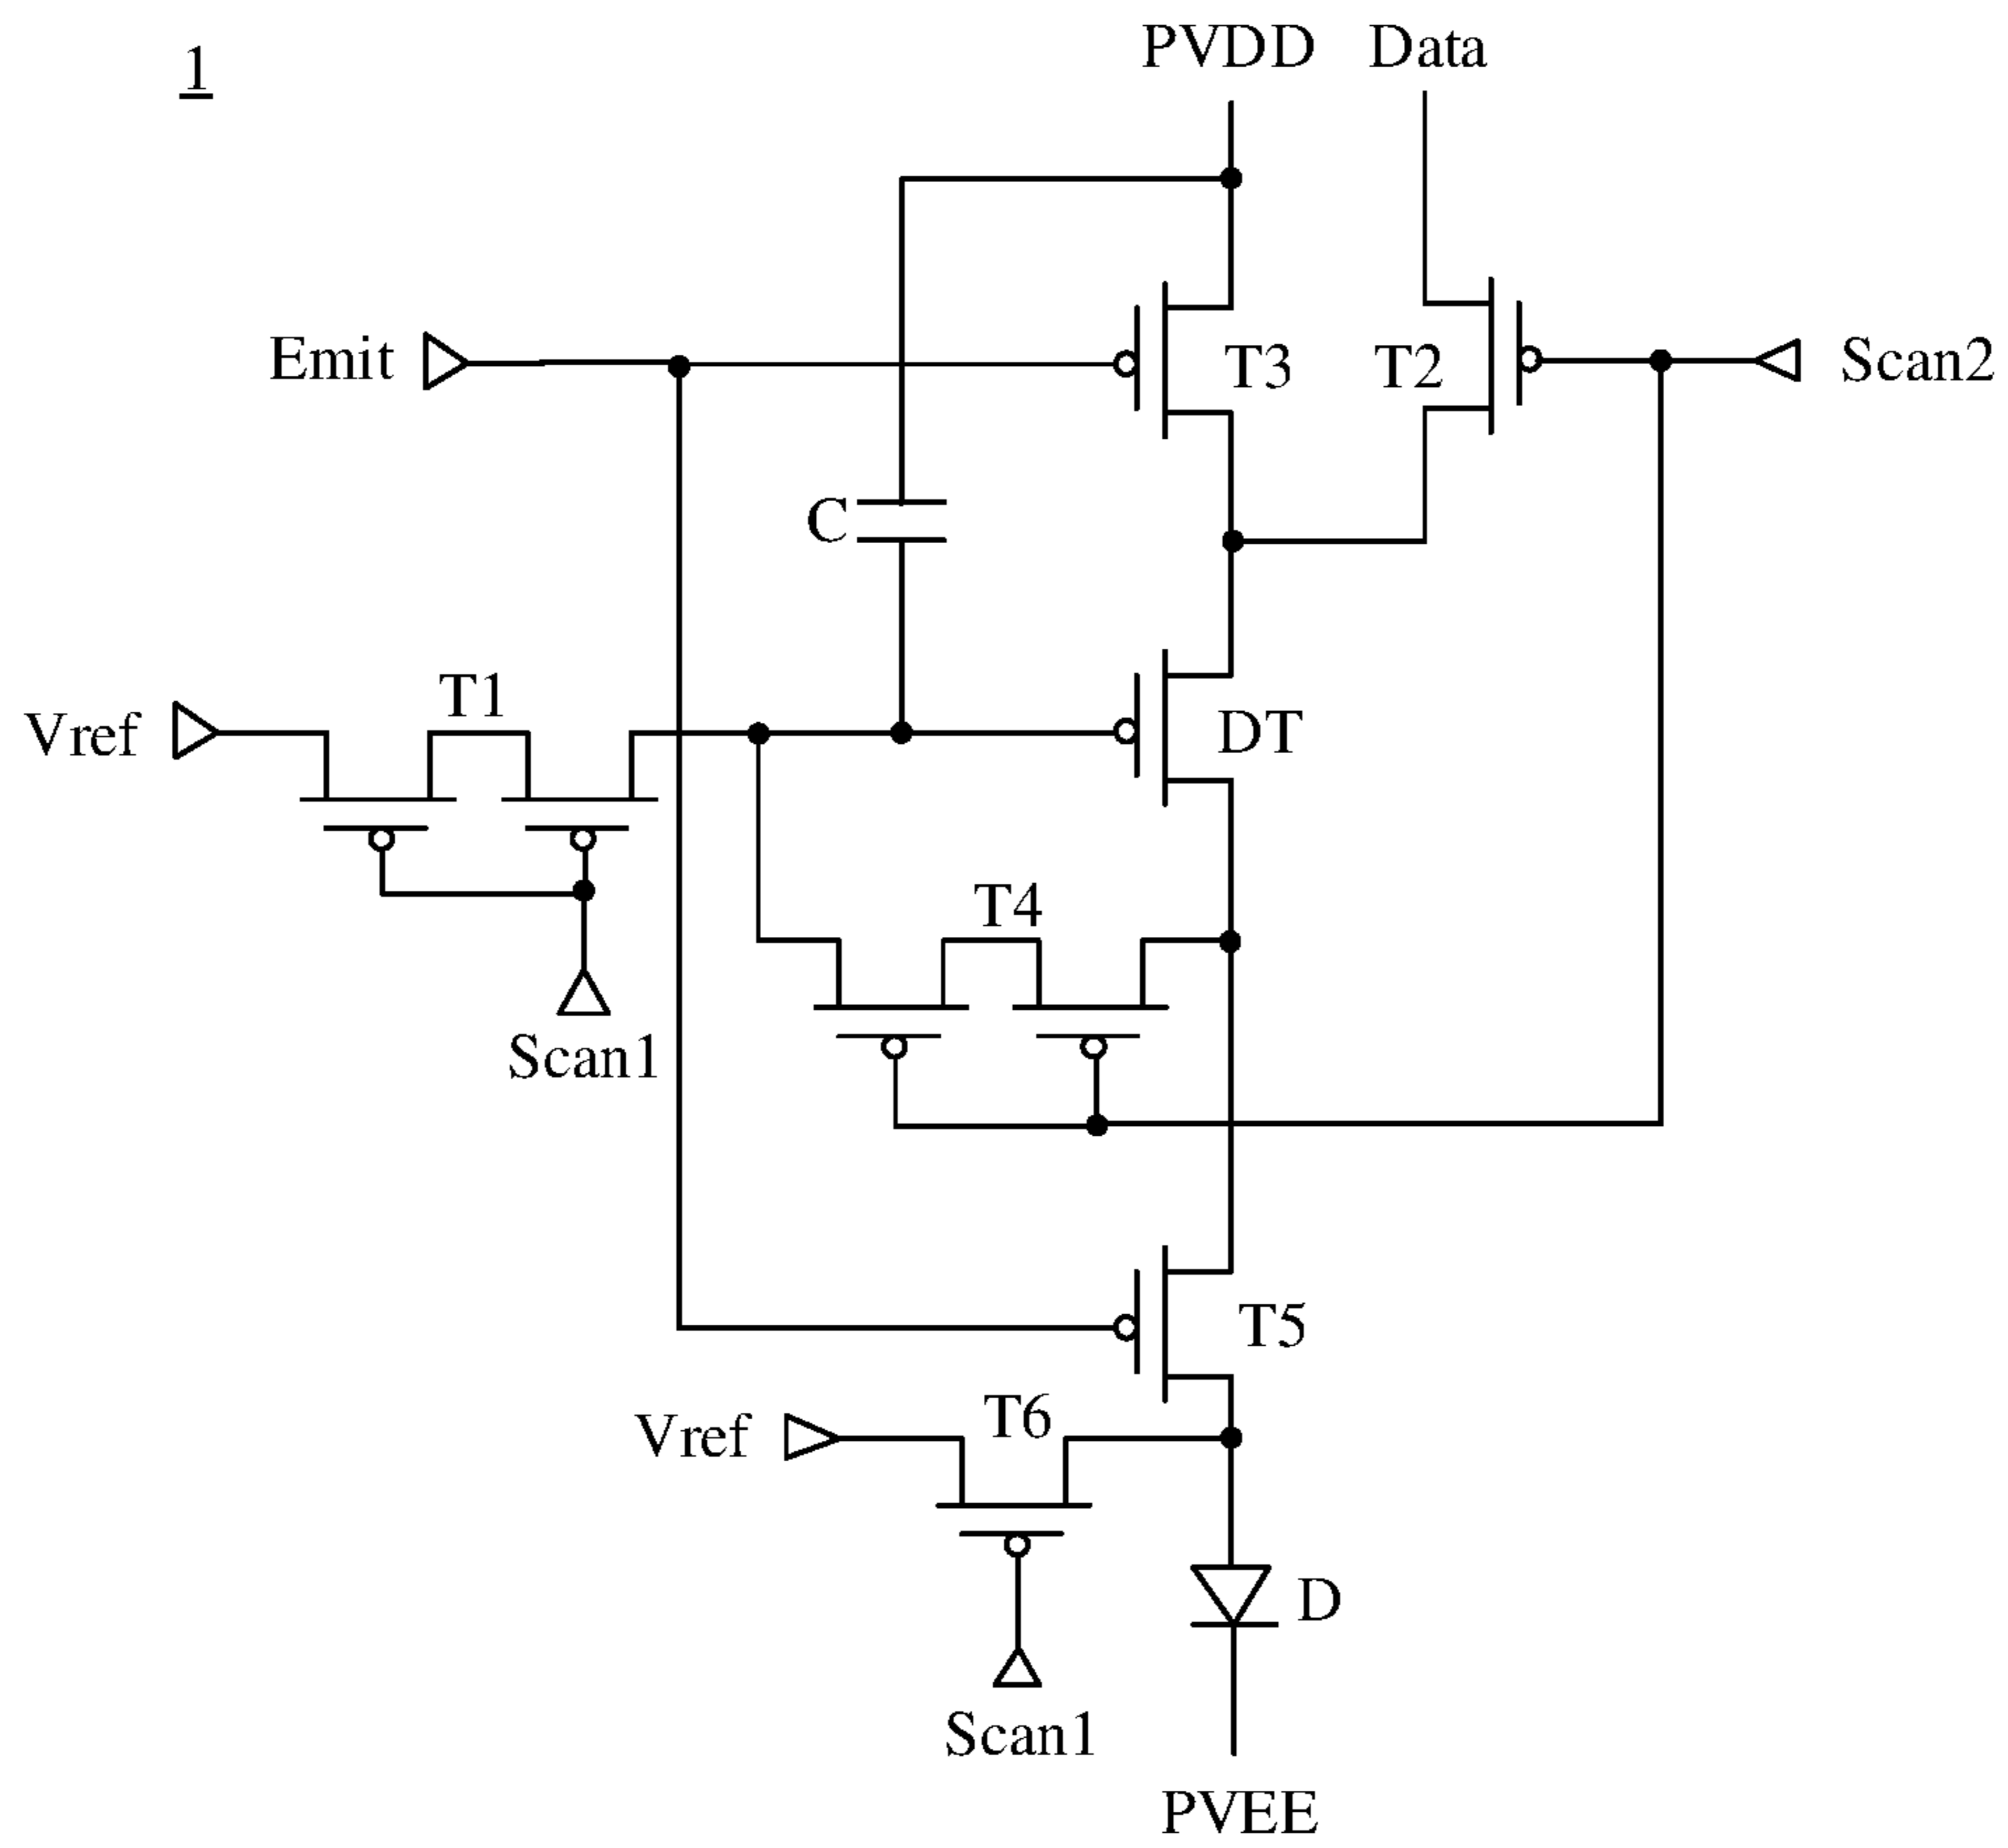 1
PVDD
Data
Emit
T3
T2
Scan2
C
T1
Vref
DT
T4
Scan1
T5
T6
Vref
D
Scan1
PVEE